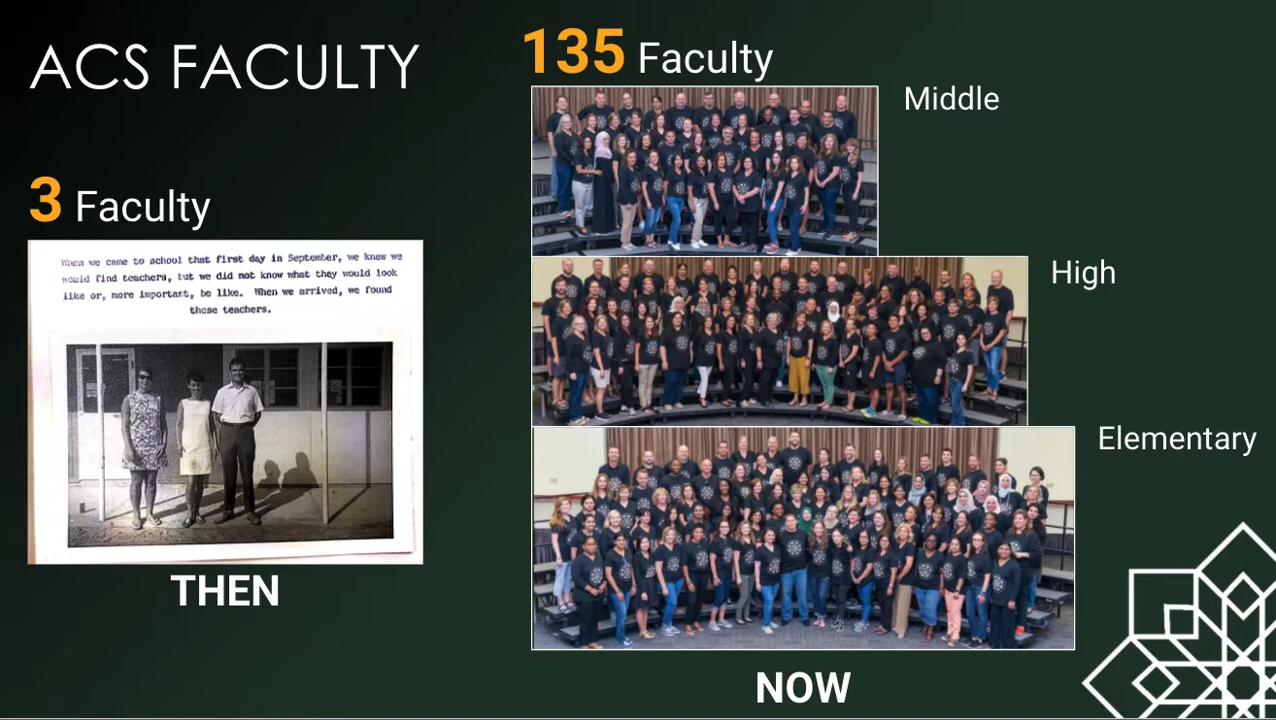 ACS FACULTY
3 Faculty
When we came to school that first day in September, we knew we
would find teachers, but we did not know what they would look
like or, more important, be like. When we arrived, we found
those teachers.
THEN
135 Faculty
Middle
High
Elementary
NOW